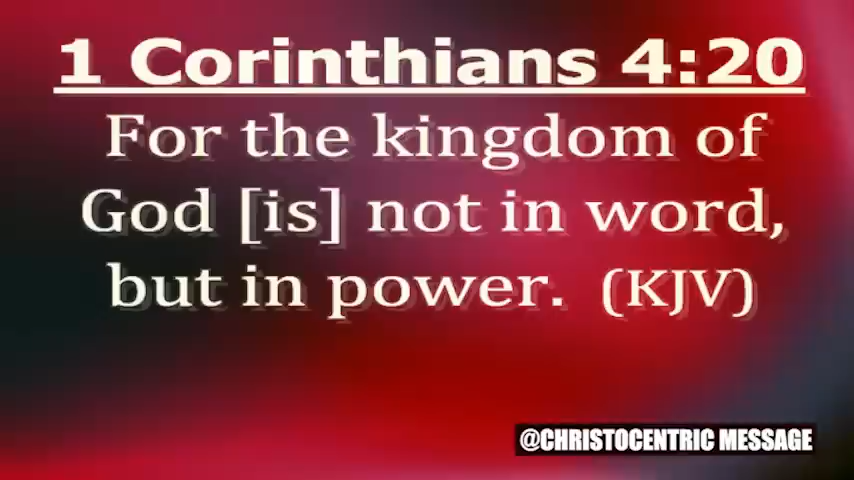 1 Corinthians 4:20
For the kingdom of
God [is] not in word,
but in power. (KJV)
@CHRISTOCENTRIC MESSAGE